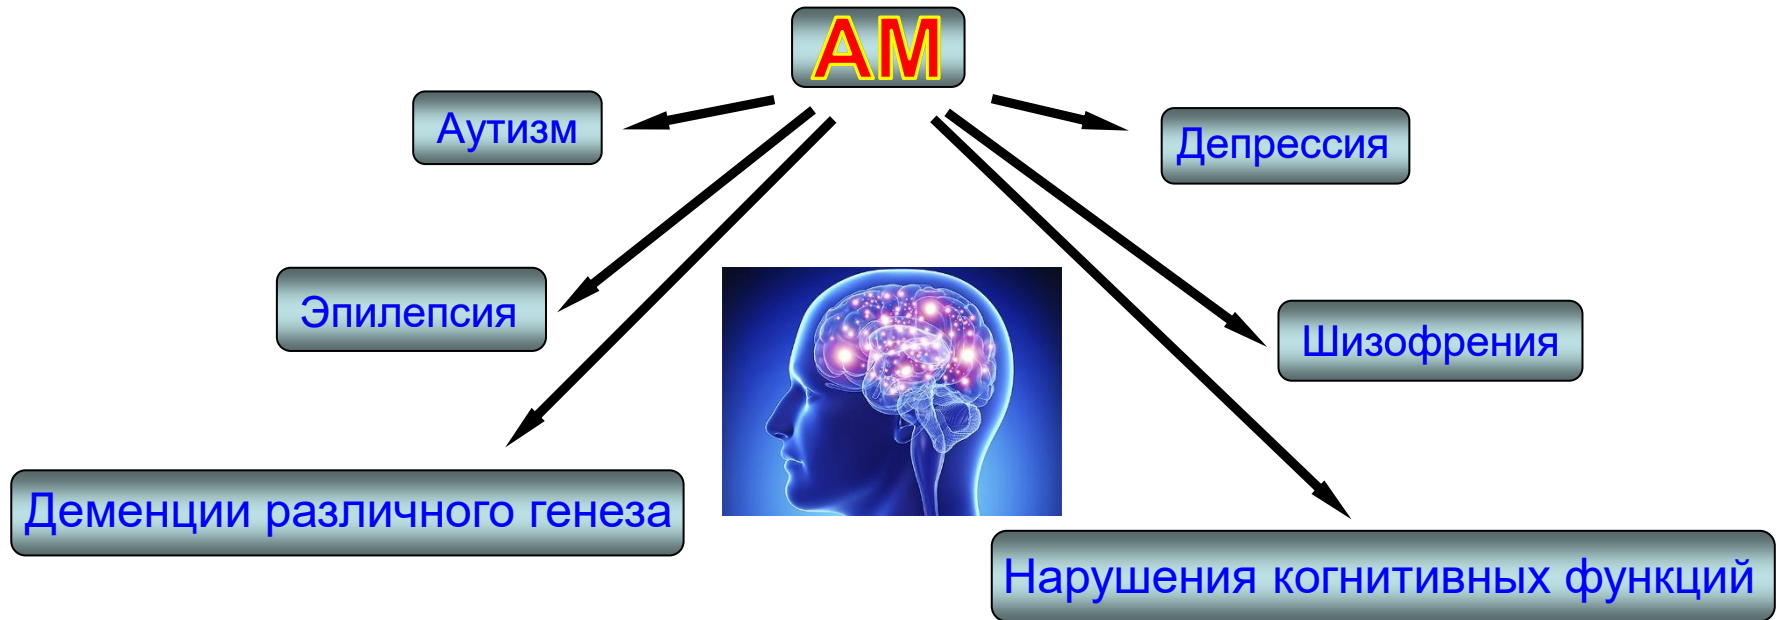 АМ
Аутизм
Депрессия
Эпилепсия
Шизофрения
Деменции различного генеза
Нарушения когнитивных функций